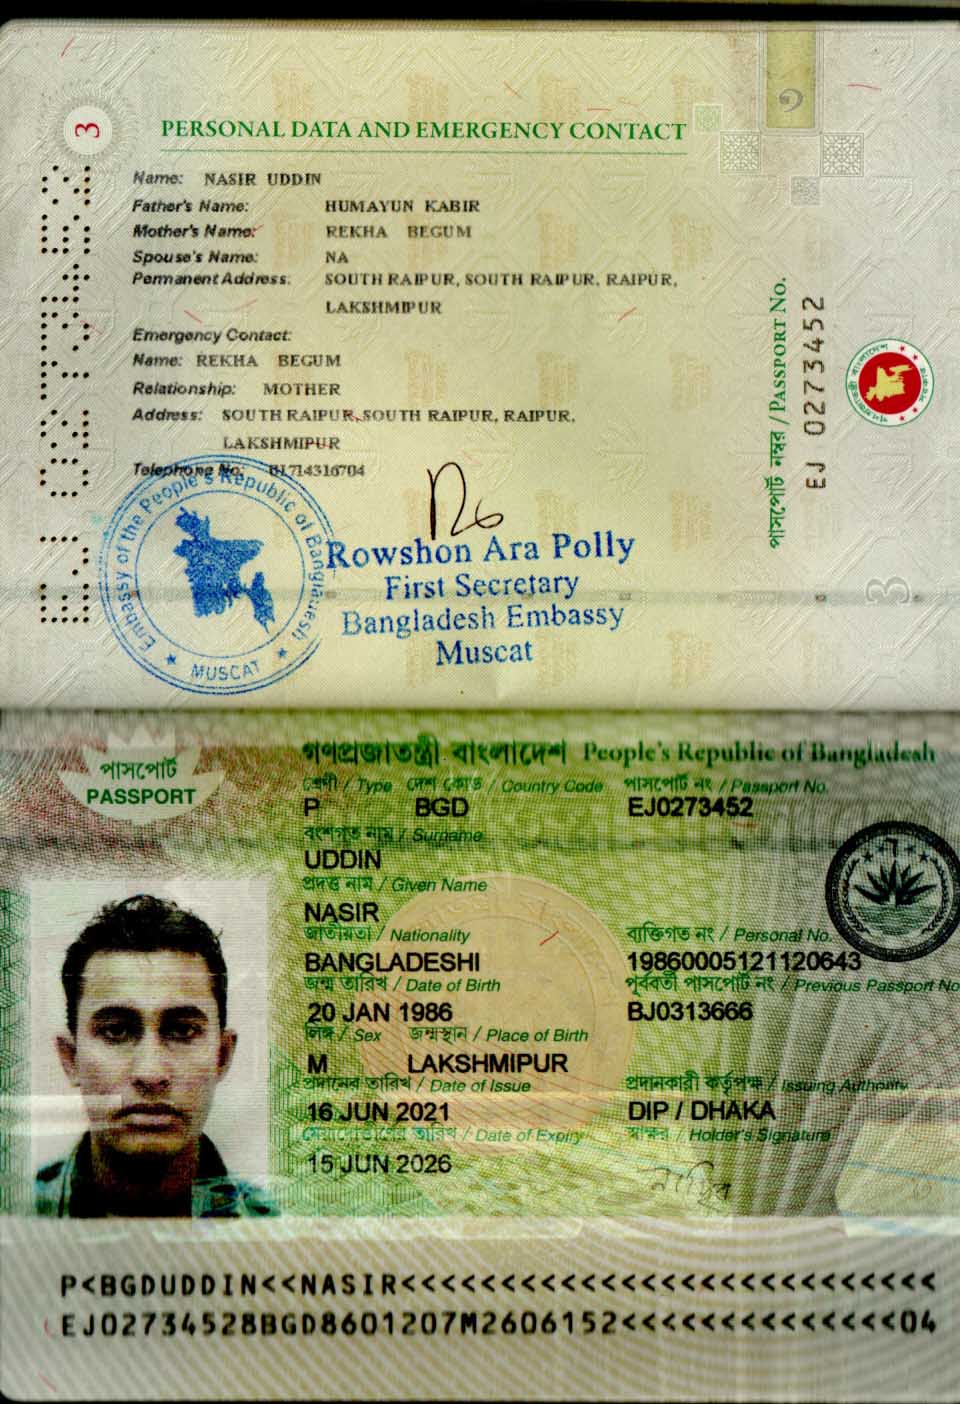 3
PERSONAL DATA AND EMERGENCY CONTACT
Name: NASIR UDDIN
Father's Name: HUMAYUN KABIR
Mother's Name: REKHA BEGUM
Spouse's Name: NA
Permanent Address: SOUTH RAIPUR, SOUTH RAIPUR, RAIPUR,
LAKSHMIPUR
Emergency Contact:
Name: REKHA BEGUM
Relationship: MOTHER
Address: SOUTH RAIPUR, SOUTH RAIPUR, RAIPUR,
LAKSHMIPUR
Telephone No: 01714316704
EJ 0273452
পাসপোর্ট নম্বর / PASSPORT NO.
EJ 0273452
Embassy of the People's Republic of Bangladesh
★ MUSCAT ★
Rowshon Ara Polly
First Secretary
Bangladesh Embassy
Muscat
3
পাসপোর্ট
PASSPORT
গণপ্রজাতন্ত্রী বাংলাদেশ People's Republic of Bangladesh
শ্রেণী / Type দেশ কোড / Country Code পাসপোর্ট নং / Passport No.
P BGD EJ0273452
বংশগত নাম / Surname
UDDIN
প্রদত্ত নাম / Given Name
NASIR
জাতীয়তা / Nationality ব্যক্তিগত নং / Personal No.
BANGLADESHI 19860005121120643
জন্ম তারিখ / Date of Birth পূর্ববর্তী পাসপোর্ট নং / Previous Passport No
20 JAN 1986 BJ0313666
লিঙ্গ / Sex জন্মস্থান / Place of Birth
M LAKSHMIPUR
প্রদানের তারিখ / Date of Issue প্রদানকারী কর্তৃপক্ষ / Issuing Authority
16 JUN 2021 DIP / DHAKA
মেয়াদোত্তীর্ণের তারিখ / Date of Expiry স্বাক্ষর / Holder's Signature
15 JUN 2026
নাছির
P<BGDUDDIN<<NASIR<<<<<<<<<<<<<<<<<<<<<<<<<<<
EJ02734528BGD8601207M2606152<<<<<<<<<<<<<<04